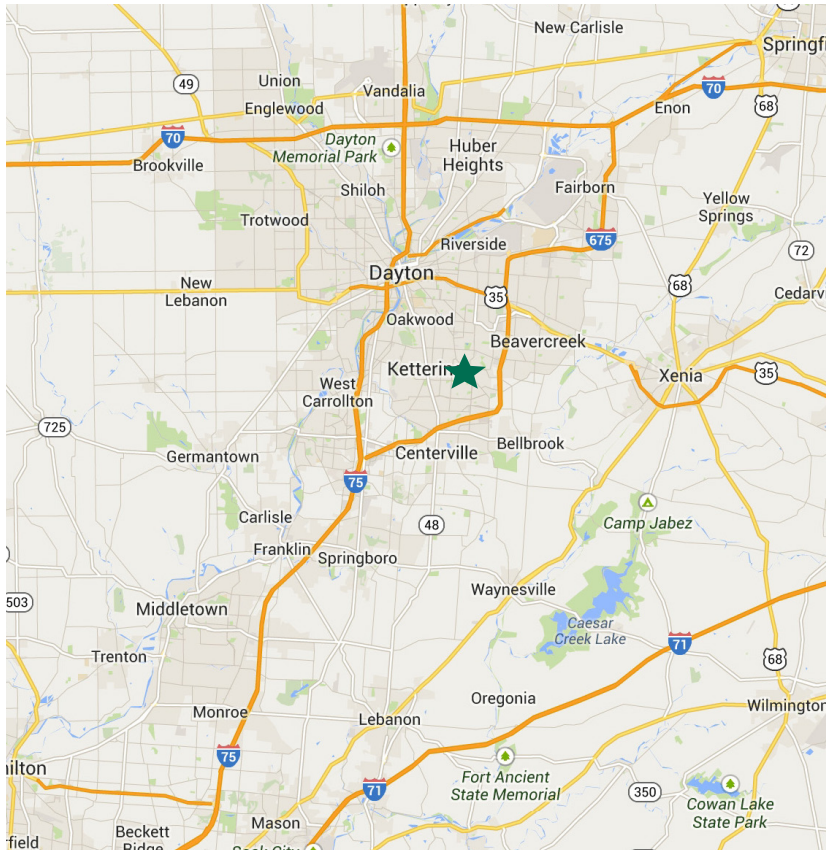 New Carlisle
Springfi
49
Union
Vandalia
70
Englewood
Enon
68
70
Dayton
Memorial Park
Huber
Heights
Brookville
Shiloh
Fairborn
Trotwood
Yellow
Springs
Riverside
675
72
Dayton
New
Lebanon
35
68
Cedarv
Oakwood
Beavercreek
Ketterin
35
Xenia
West
Carrollton
725
Bellbrook
Germantown
Centerville
75
Carlisle
48
Camp Jabez
Franklin
Springboro
Waynesville
503
Middletown
Caesar
Creek Lake
71
Trenton
68
Oregonia
Monroe
Lebanon
Wilmington
75
ilton
Fort Ancient
State Memorial
71
350
Cowan Lake
State Park
Mason
Beckett
Ridge
rfield